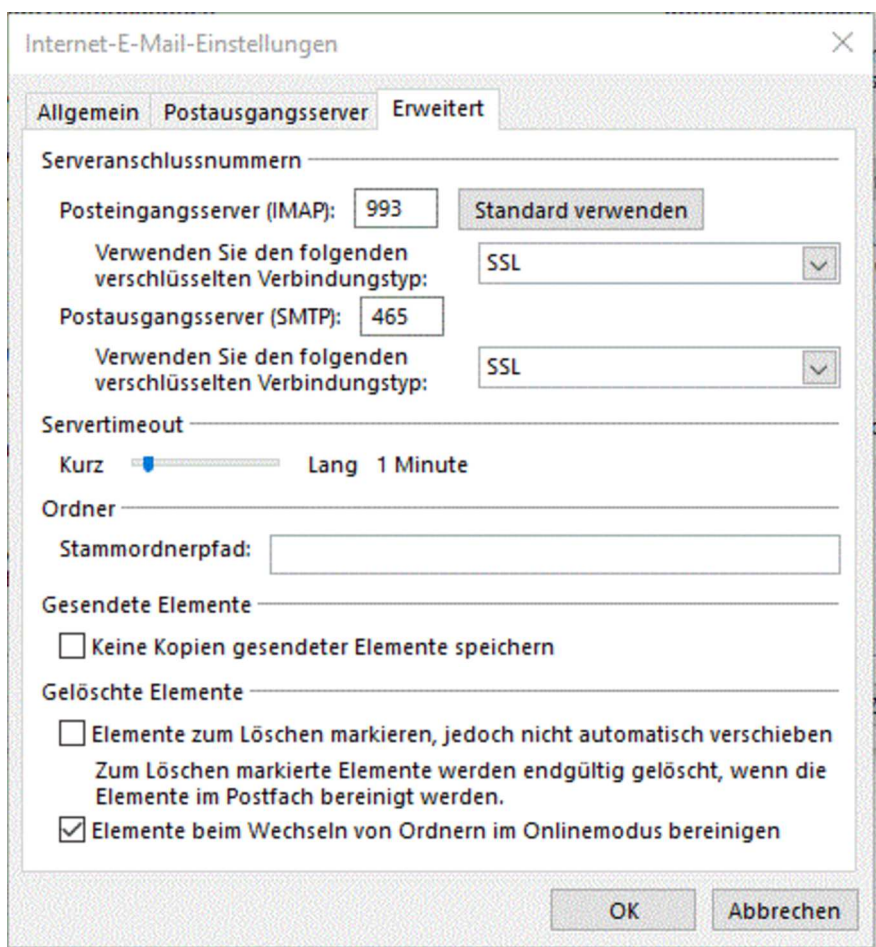 Internet-E-Mail-Einstellungen
Allgemein Postausgangsserver Erweitert
Serveranschlussnummern
Posteingangsserver (IMAP): 993 Standard verwenden
Verwenden Sie den folgenden
verschlüsselten Verbindungstyp: SSL
Postausgangsserver (SMTP): 465
Verwenden Sie den folgenden
verschlüsselten Verbindungstyp: SSL
Servertimeout
Kurz Lang 1 Minute
Ordner
Stammordnerpfad:
Gesendete Elemente
Keine Kopien gesendeter Elemente speichern
Gelöschte Elemente
Elemente zum Löschen markieren, jedoch nicht automatisch verschieben
Zum Löschen markierte Elemente werden endgültig gelöscht, wenn die
Elemente im Postfach bereinigt werden.
Elemente beim Wechseln von Ordnern im Onlinemodus bereinigen
OK Abbrechen